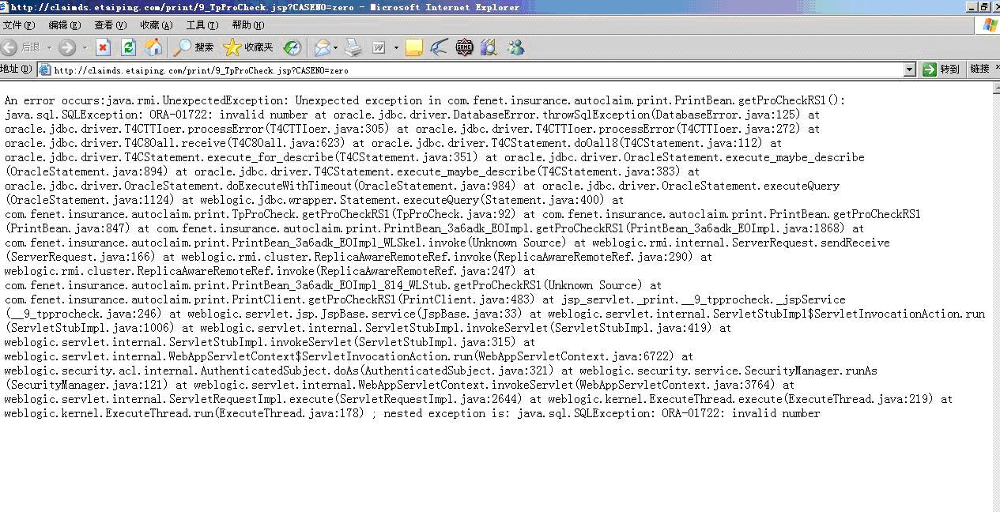 http://claimds.etaiping.com/print/9_TpProCheck.jsp?CASENO=zero - Microsoft Internet Explorer
文件(F) 编辑(E) 查看(V) 收藏(A) 工具(T) 帮助(H)
后退 搜索 收藏夹
地址(D) http://claimds.etaiping.com/print/9_TpProCheck.jsp?CASENO=zero 转到 链接
An error occurs:java.rmi.UnexpectedException: Unexpected exception in com.fenet.insurance.autoclaim.print.PrintBean.getProCheckRS1():
java.sql.SQLException: ORA-01722: invalid number at oracle.jdbc.driver.DatabaseError.throwSqlException(DatabaseError.java:125) at
oracle.jdbc.driver.T4CTTIoer.processError(T4CTTIoer.java:305) at oracle.jdbc.driver.T4CTTIoer.processError(T4CTTIoer.java:272) at
oracle.jdbc.driver.T4C8Oall.receive(T4C8Oall.java:623) at oracle.jdbc.driver.T4CStatement.doOall8(T4CStatement.java:112) at
oracle.jdbc.driver.T4CStatement.execute_for_describe(T4CStatement.java:351) at oracle.jdbc.driver.OracleStatement.execute_maybe_describe
(OracleStatement.java:894) at oracle.jdbc.driver.T4CStatement.execute_maybe_describe(T4CStatement.java:383) at
oracle.jdbc.driver.OracleStatement.doExecuteWithTimeout(OracleStatement.java:984) at oracle.jdbc.driver.OracleStatement.executeQuery
(OracleStatement.java:1124) at weblogic.jdbc.wrapper.Statement.executeQuery(Statement.java:400) at
com.fenet.insurance.autoclaim.print.TpProCheck.getProCheckRS1(TpProCheck.java:92) at com.fenet.insurance.autoclaim.print.PrintBean.getProCheckRS1
(PrintBean.java:847) at com.fenet.insurance.autoclaim.print.PrintBean_3a6adk_EOImpl.getProCheckRS1(PrintBean_3a6adk_EOImpl.java:1868) at
com.fenet.insurance.autoclaim.print.PrintBean_3a6adk_EOImpl_WLSkel.invoke(Unknown Source) at weblogic.rmi.internal.ServerRequest.sendReceive
(ServerRequest.java:166) at weblogic.rmi.cluster.ReplicaAwareRemoteRef.invoke(ReplicaAwareRemoteRef.java:290) at
weblogic.rmi.cluster.ReplicaAwareRemoteRef.invoke(ReplicaAwareRemoteRef.java:247) at
com.fenet.insurance.autoclaim.print.PrintBean_3a6adk_EOImpl_814_WLStub.getProCheckRS1(Unknown Source) at
com.fenet.insurance.autoclaim.print.PrintClient.getProCheckRS1(PrintClient.java:483) at jsp_servlet._print.__9_tpprocheck._jspService
(__9_tpprocheck.java:246) at weblogic.servlet.jsp.JspBase.service(JspBase.java:33) at weblogic.servlet.internal.ServletStubImpl$ServletInvocationAction.run
(ServletStubImpl.java:1006) at weblogic.servlet.internal.ServletStubImpl.invokeServlet(ServletStubImpl.java:419) at
weblogic.servlet.internal.ServletStubImpl.invokeServlet(ServletStubImpl.java:315) at
weblogic.servlet.internal.WebAppServletContext$ServletInvocationAction.run(WebAppServletContext.java:6722) at
weblogic.security.acl.internal.AuthenticatedSubject.doAs(AuthenticatedSubject.java:321) at weblogic.security.service.SecurityManager.runAs
(SecurityManager.java:121) at weblogic.servlet.internal.WebAppServletContext.invokeServlet(WebAppServletContext.java:3764) at
weblogic.servlet.internal.ServletRequestImpl.execute(ServletRequestImpl.java:2644) at weblogic.kernel.ExecuteThread.execute(ExecuteThread.java:219) at
weblogic.kernel.ExecuteThread.run(ExecuteThread.java:178) ; nested exception is: java.sql.SQLException: ORA-01722: invalid number